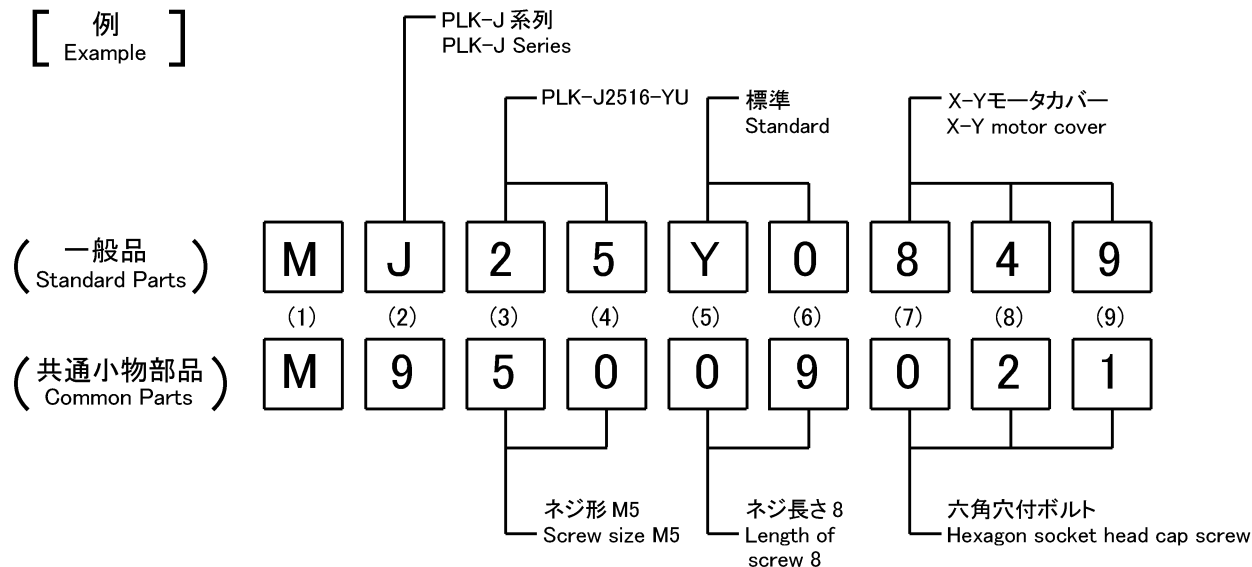 例
Example
PLK-J 系列
PLK-J Series
PLK-J2516-YU
標準
Standard
X-Yモータカバー
X-Y motor cover
一般品
Standard Parts
M J 2 5 Y 0 8 4 9
(1) (2) (3) (4) (5) (6) (7) (8) (9)
共通小物部品
Common Parts
M 9 5 0 0 9 0 2 1
ネジ形 M5
Screw size M5
ネジ長さ 8
Length of
screw 8
六角穴付ボルト
Hexagon socket head cap screw